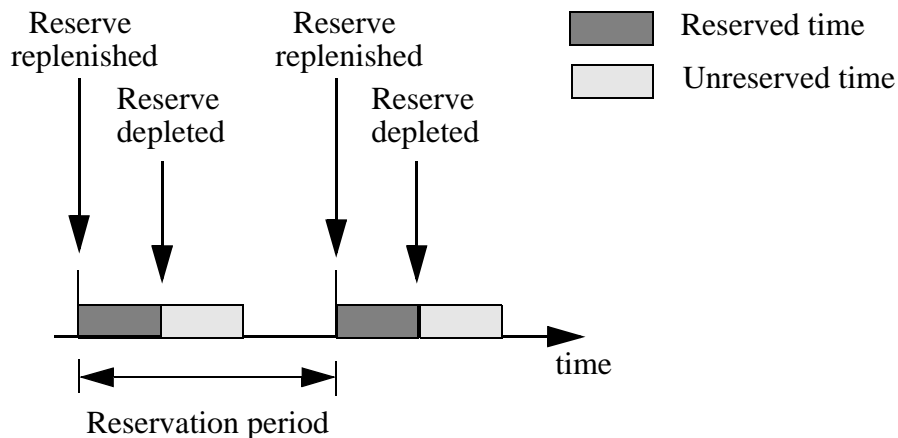 Reserve
replenished
Reserve
depleted
Reserve
replenished
Reserve
depleted
Reserved time
Unreserved time
time
Reservation period